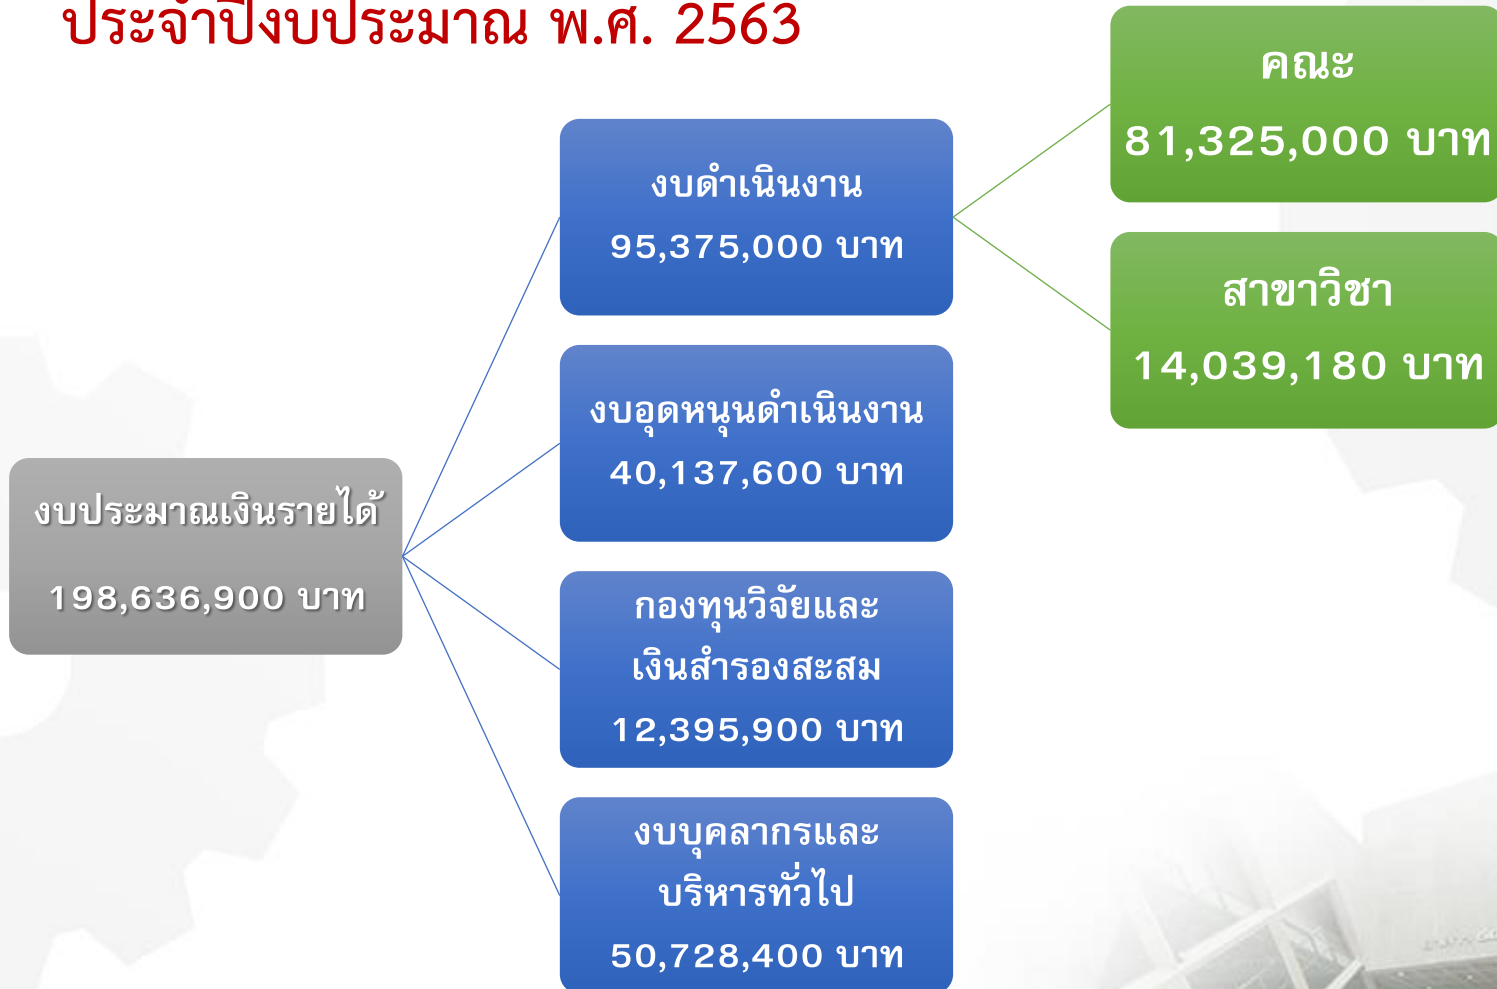 ประจำปีงบประมาณ พ.ศ. 2563
งบประมาณเงินรายได้
198,636,900 บาท
งบดำเนินงาน
95,375,000 บาท
งบอุดหนุนดำเนินงาน
40,137,600 บาท
กองทุนวิจัยและ
เงินสำรองสะสม
12,395,900 บาท
งบบุคลากรและ
บริหารทั่วไป
50,728,400 บาท
คณะ
81,325,000 บาท
สาขาวิชา
14,039,180 บาท